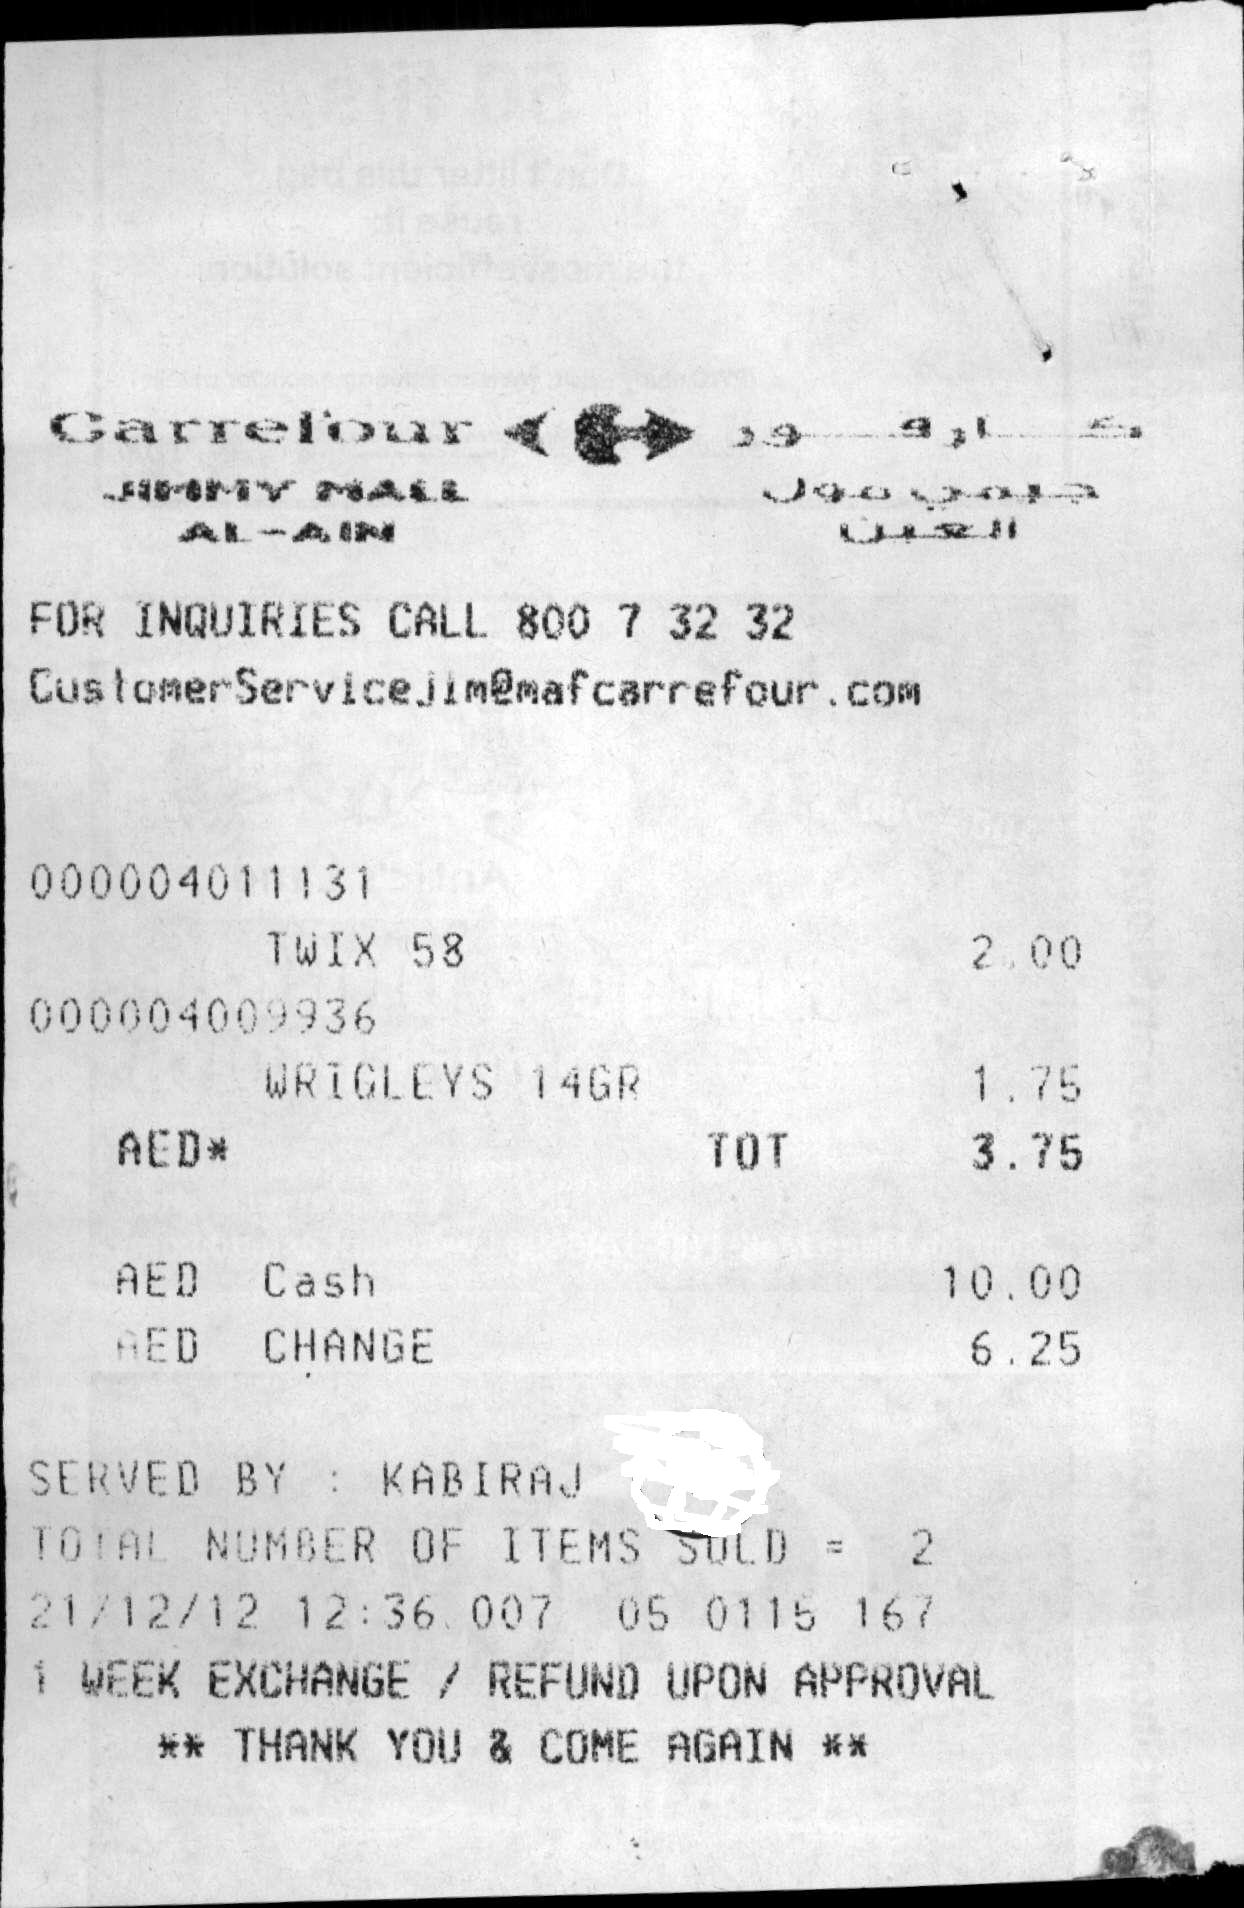 Carrefour كارفور
JIMMY MALL
AL-AIN العين
FOR INQUIRIES CALL 800 7 32 32
CustomerServicejim@mafcarrefour.com
000004011131
TWIX 58 2.00
000004009936
WRIGLEYS 14GR 1.75
AED* TOT 3.75
AED Cash 10.00
AED CHANGE 6.25
SERVED BY : KABIRAJ
TOTAL NUMBER OF ITEMS SOLD = 2
21/12/12 12:36 007 05 0115 167
1 WEEK EXCHANGE / REFUND UPON APPROVAL
** THANK YOU & COME AGAIN **